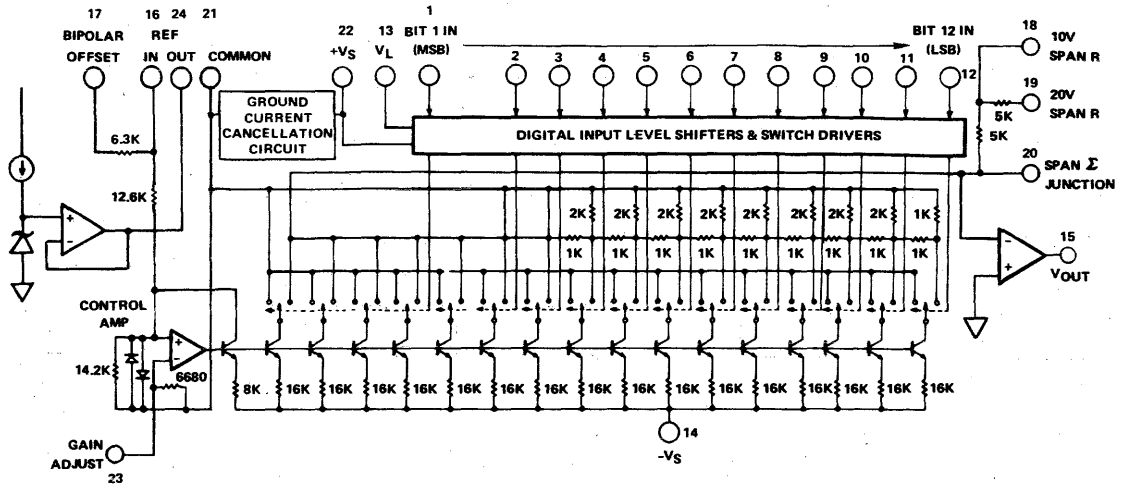 17 16 24 21
BIPOLAR OFFSET
REF
IN OUT
COMMON
22
+VS
13
VL
1
BIT 1 IN
(MSB)
BIT 12 IN
(LSB)
2 3 4 5 6 7 8 9 10 11 12
18
10V
SPAN R
19
20V
SPAN R
5K
5K
20
SPAN Σ
JUNCTION
GROUND
CURRENT
CANCELLATION
CIRCUIT
DIGITAL INPUT LEVEL SHIFTERS & SWITCH DRIVERS
6.3K
12.6K
2K 2K 2K 2K 2K 2K 2K 2K 1K
1K 1K 1K 1K 1K 1K 1K 1K 1K
+
-
-
+
15
VOUT
CONTROL
AMP
+
-
14.2K
6680
8K 16K 16K 16K 16K 16K 16K 16K 16K 16K 16K 16K 16K 16K 16K 16K 16K
14
-VS
GAIN
ADJUST
23